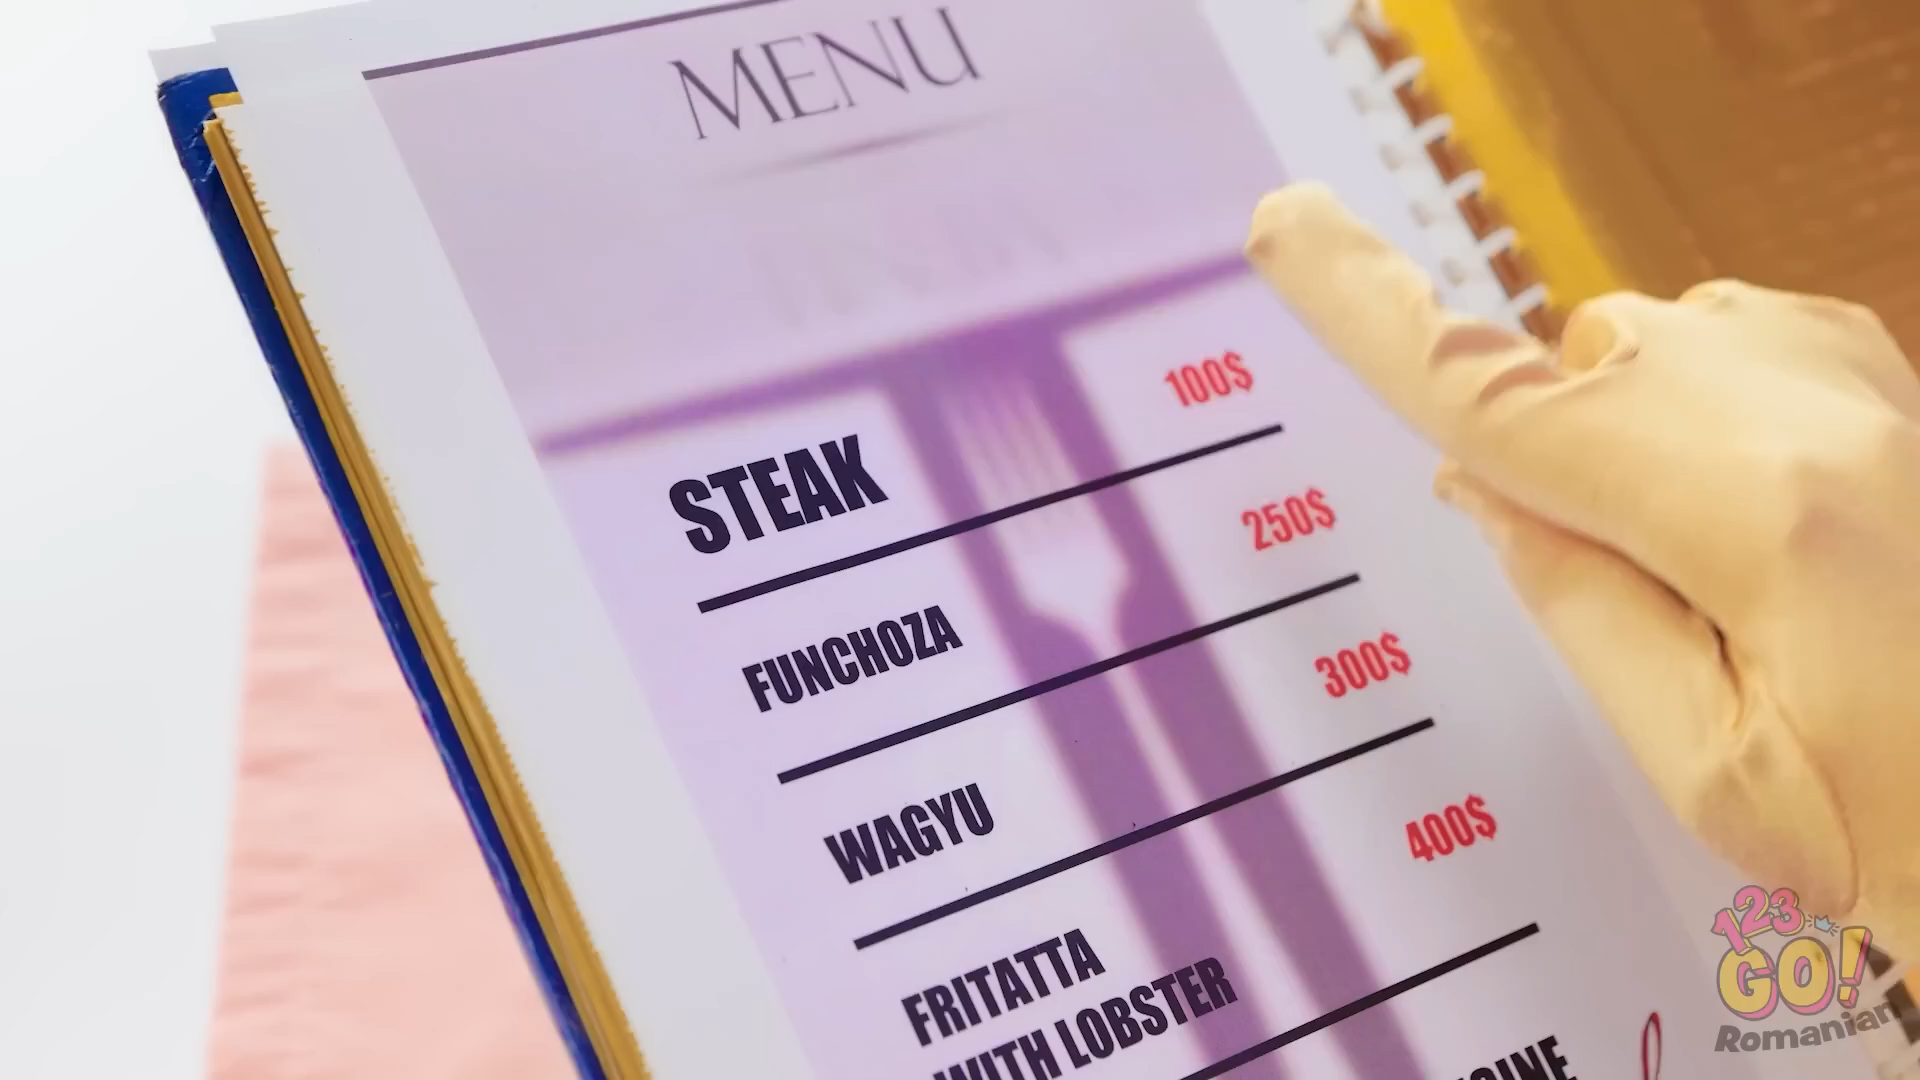 MENU
STEAK 100$
FUNCHOZA 250$
WAGYU 300$
FRITATTA 400$
WITH LOBSTER
123
GO!
Romanian